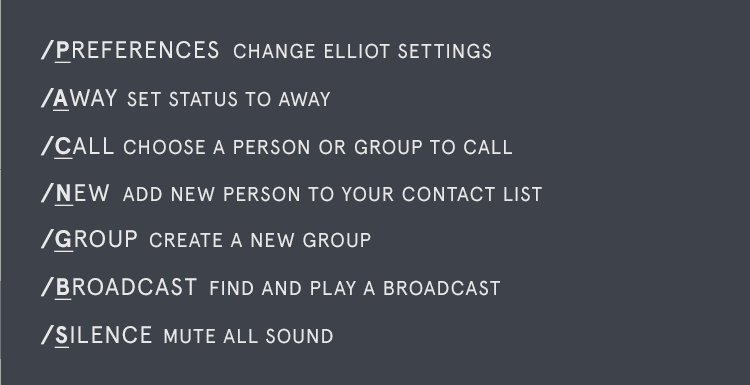 /PREFERENCES CHANGE ELLIOT SETTINGS
/AWAY SET STATUS TO AWAY
/CALL CHOOSE A PERSON OR GROUP TO CALL
/NEW ADD NEW PERSON TO YOUR CONTACT LIST
/GROUP CREATE A NEW GROUP
/BROADCAST FIND AND PLAY A BROADCAST
/SILENCE MUTE ALL SOUND